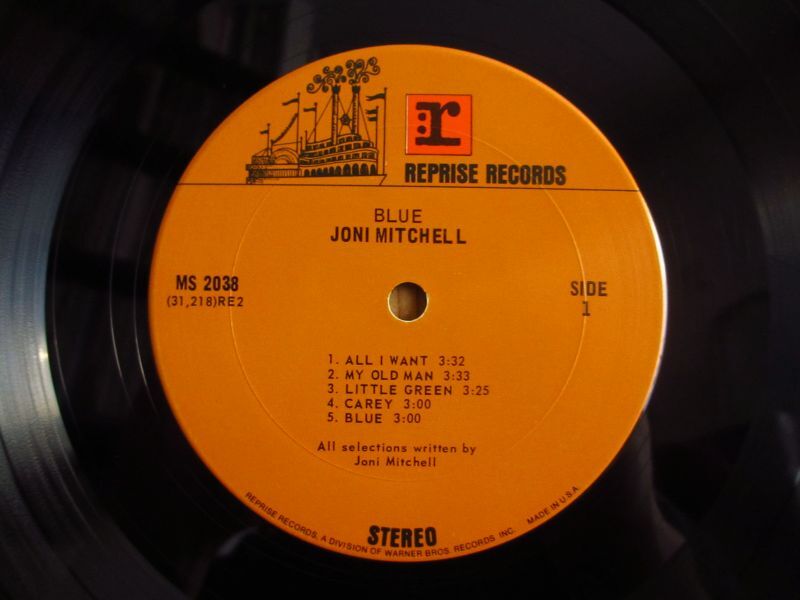 r
REPRISE RECORDS
BLUE
JONI MITCHELL
MS 2038
(31,218)RE2
SIDE
1
1. ALL I WANT 3:32
2. MY OLD MAN 3:33
3. LITTLE GREEN 3:25
4. CAREY 3:00
5. BLUE 3:00
All selections written by
Joni Mitchell
STEREO
REPRISE RECORDS, A DIVISION OF WARNER BROS. RECORDS INC. MADE IN U.S.A.